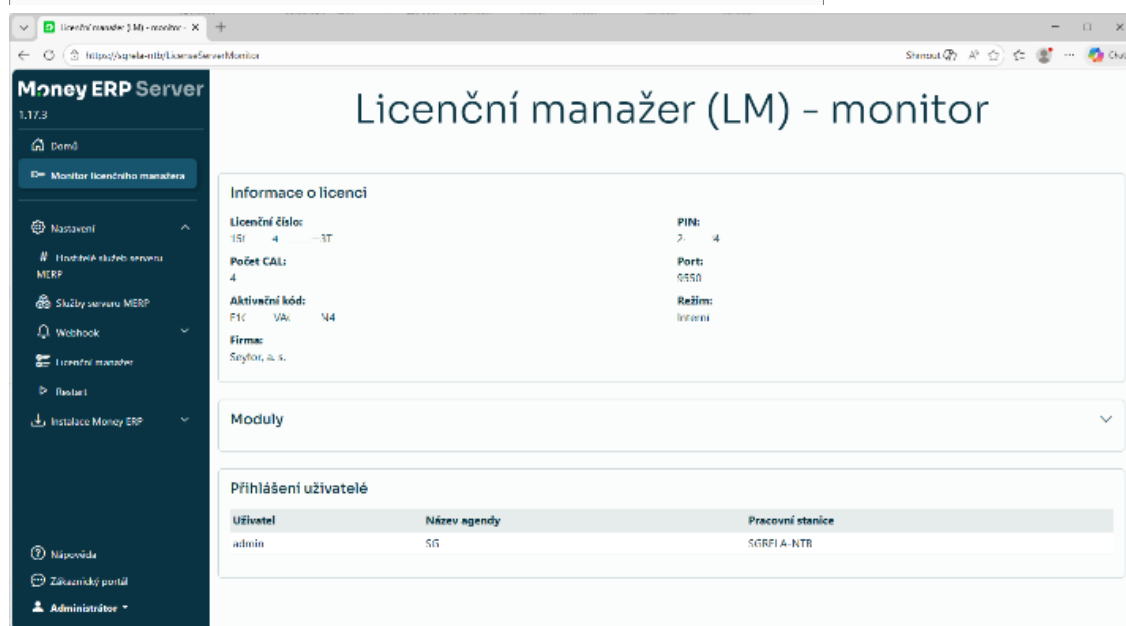 Licenční manažer (LM) - monitor -
https://sgrela-ntb/LicenseServerMonitor
Shrnout
Chat
Money ERP Server
1.17.3
Domů
Monitor licenčního manažera
Nastavení
# Hostitelé služeb serveru
MERP
Služby serveru MERP
Webhook
Licenční manažer
Restart
Instalace Money ERP
Nápověda
Zákaznický portál
Administrátor
Licenční manažer (LM) - monitor
Informace o licenci
Licenční číslo:
PIN:
Počet CAL:
4
Port:
9550
Aktivační kód:
Režim:
Interní
Firma:
Seyfor, a. s.
Moduly
Přihlášení uživatelé
Uživatel Název agendy Pracovní stanice
admin SG SGRELA-NTB